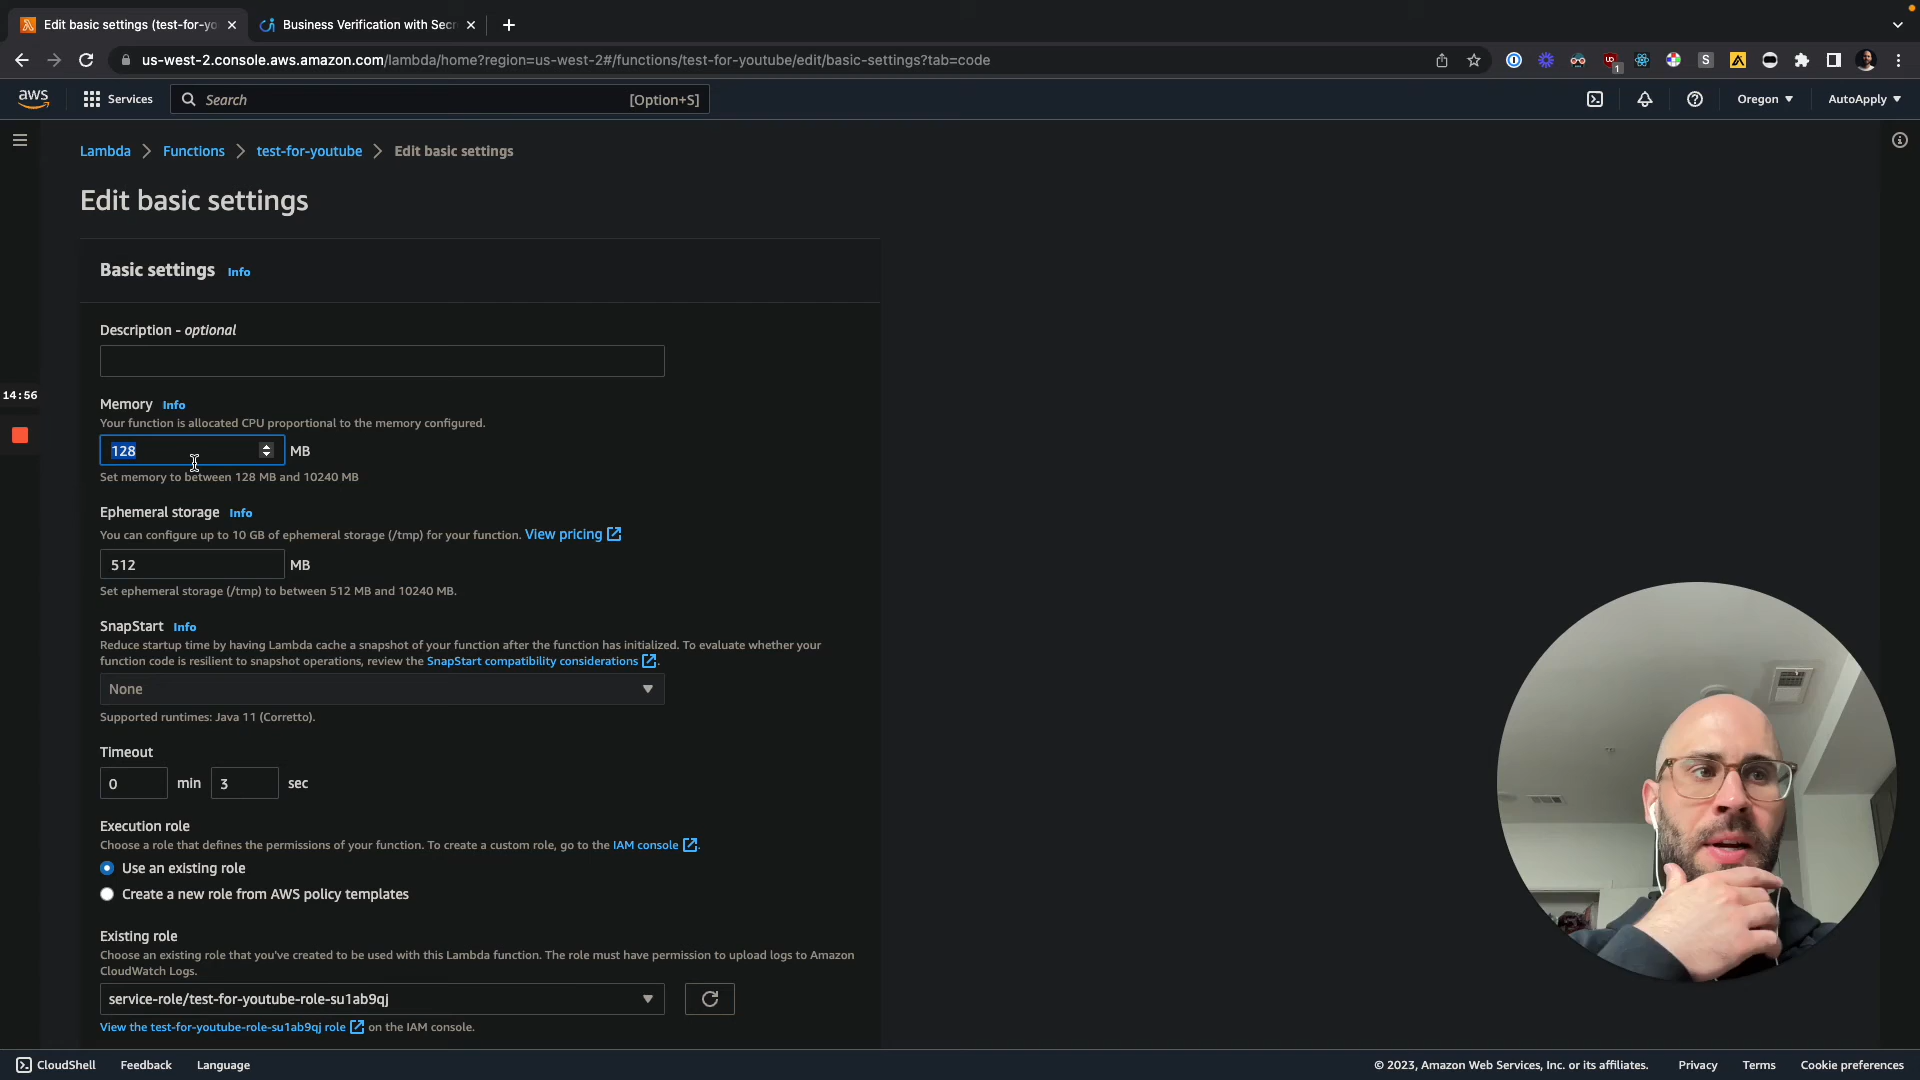 Edit basic settings (test-for-yo
Business Verification with Secr
us-west-2.console.aws.amazon.com/lambda/home?region=us-west-2#/functions/test-for-youtube/edit/basic-settings?tab=code
aws
Services
Search
[Option+S]
Oregon
AutoApply
Lambda
Functions
test-for-youtube
Edit basic settings
Edit basic settings
Basic settings Info
Description - optional
14:56
Memory Info
Your function is allocated CPU proportional to the memory configured.
128 MB
Set memory to between 128 MB and 10240 MB
Ephemeral storage Info
You can configure up to 10 GB of ephemeral storage (/tmp) for your function. View pricing
512 MB
Set ephemeral storage (/tmp) to between 512 MB and 10240 MB.
SnapStart Info
Reduce startup time by having Lambda cache a snapshot of your function after the function has initialized. To evaluate whether your
function code is resilient to snapshot operations, review the SnapStart compatibility considerations.
None
Supported runtimes: Java 11 (Corretto).
Timeout
0 min 3 sec
Execution role
Choose a role that defines the permissions of your function. To create a custom role, go to the IAM console.
Use an existing role
Create a new role from AWS policy templates
Existing role
Choose an existing role that you've created to be used with this Lambda function. The role must have permission to upload logs to Amazon
CloudWatch Logs.
service-role/test-for-youtube-role-su1ab9qj
View the test-for-youtube-role-su1ab9qj role on the IAM console.
CloudShell
Feedback
Language
© 2023, Amazon Web Services, Inc. or its affiliates.
Privacy
Terms
Cookie preferences